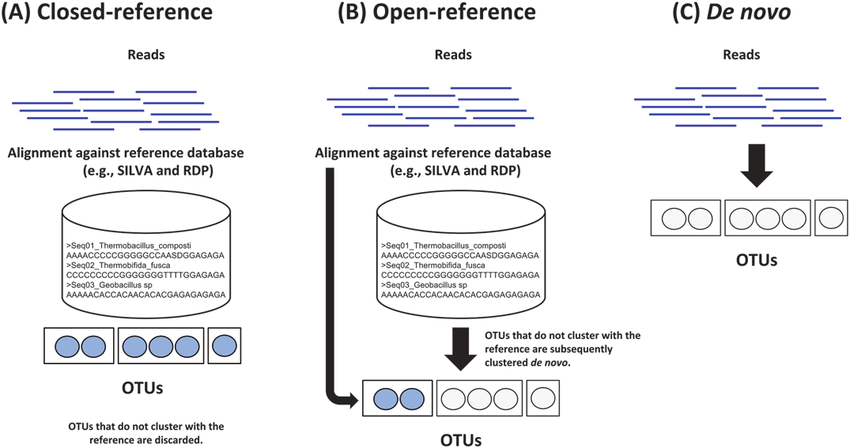 (A) Closed-reference
Reads
Alignment against reference database
(e.g., SILVA and RDP)
>Seq01_Thermobacillus_composti
AAAACCCCCGGGGGCCAASDGGAGAGA
>Seq02_Thermobifida_fusca
CCCCCCCCCGGGGGGGTTTTGGAGAGA
>Seq03_Geobacillus sp
AAAAACACCACAACACACGAGAGAGAGA
OTUs
OTUs that do not cluster with the
reference are discarded.
(B) Open-reference
Reads
Alignment against reference database
(e.g., SILVA and RDP)
>Seq01_Thermobacillus_composti
AAAACCCCCGGGGGCCAASDGGAGAGA
>Seq02_Thermobifida_fusca
CCCCCCCCCGGGGGGGTTTTGGAGAGA
>Seq03_Geobacillus sp
AAAAACACCACAACACACGAGAGAGAGA
OTUs that do not cluster with the
reference are subsequently
clustered de novo.
OTUs
(C) De novo
Reads
OTUs